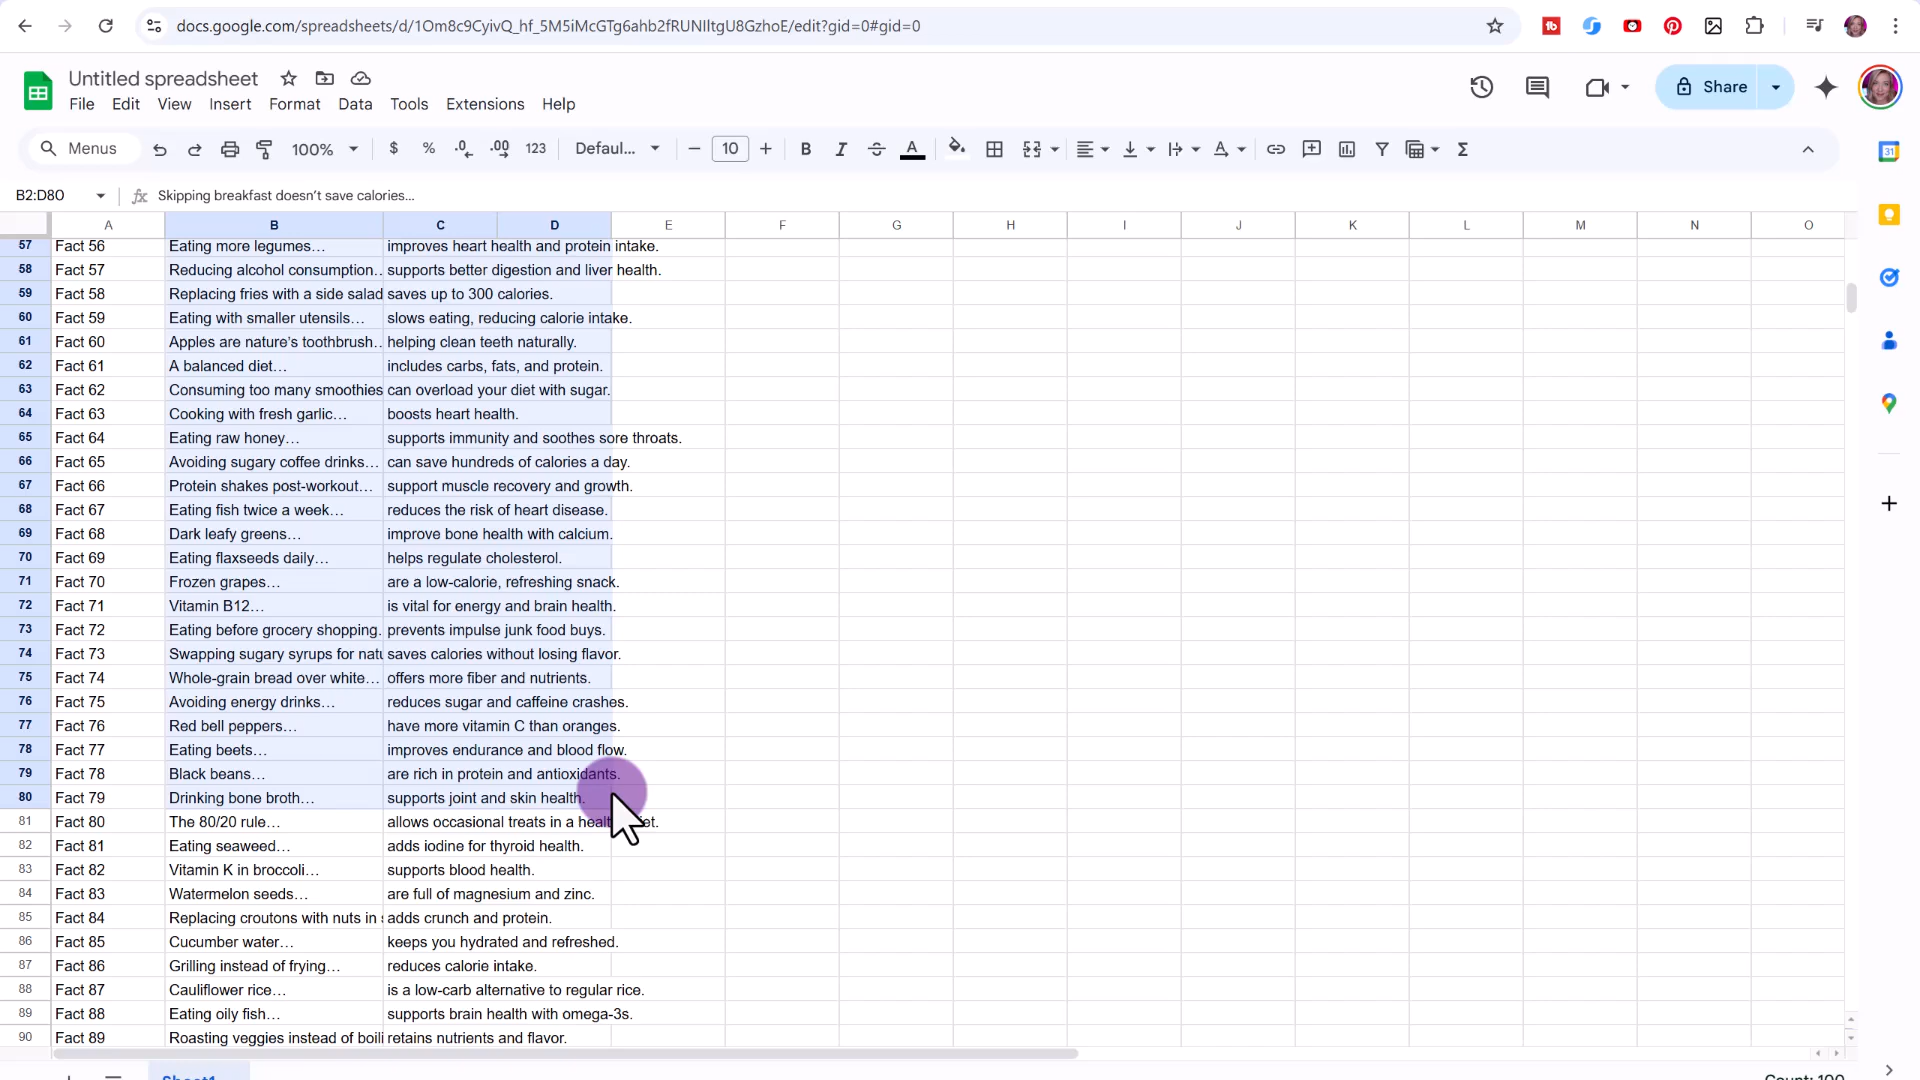 docs.google.com/spreadsheets/d/1Om8c9CyivQ_hf_5M5iMcGTg6ahb2fRUNIltgU8GzhoE/edit?gid=0#gid=0
Untitled spreadsheet
File Edit View Insert Format Data Tools Extensions Help
Share
Menus 100% $ % .0 .00 123 Defaul... 10 B I A
B2:D80 fx Skipping breakfast doesn’t save calories…
A B C D E F G H I J K L M N O
57 Fact 56 Eating more legumes… improves heart health and protein intake.
58 Fact 57 Reducing alcohol consumption.. supports better digestion and liver health.
59 Fact 58 Replacing fries with a side salad saves up to 300 calories.
60 Fact 59 Eating with smaller utensils… slows eating, reducing calorie intake.
61 Fact 60 Apples are nature’s toothbrush.. helping clean teeth naturally.
62 Fact 61 A balanced diet… includes carbs, fats, and protein.
63 Fact 62 Consuming too many smoothies can overload your diet with sugar.
64 Fact 63 Cooking with fresh garlic… boosts heart health.
65 Fact 64 Eating raw honey… supports immunity and soothes sore throats.
66 Fact 65 Avoiding sugary coffee drinks… can save hundreds of calories a day.
67 Fact 66 Protein shakes post-workout… support muscle recovery and growth.
68 Fact 67 Eating fish twice a week… reduces the risk of heart disease.
69 Fact 68 Dark leafy greens… improve bone health with calcium.
70 Fact 69 Eating flaxseeds daily… helps regulate cholesterol.
71 Fact 70 Frozen grapes… are a low-calorie, refreshing snack.
72 Fact 71 Vitamin B12… is vital for energy and brain health.
73 Fact 72 Eating before grocery shopping. prevents impulse junk food buys.
74 Fact 73 Swapping sugary syrups for natu saves calories without losing flavor.
75 Fact 74 Whole-grain bread over white… offers more fiber and nutrients.
76 Fact 75 Avoiding energy drinks… reduces sugar and caffeine crashes.
77 Fact 76 Red bell peppers… have more vitamin C than oranges.
78 Fact 77 Eating beets… improves endurance and blood flow.
79 Fact 78 Black beans… are rich in protein and antioxidants.
80 Fact 79 Drinking bone broth… supports joint and skin health.
81 Fact 80 The 80/20 rule… allows occasional treats in a healt et.
82 Fact 81 Eating seaweed… adds iodine for thyroid health.
83 Fact 82 Vitamin K in broccoli… supports blood health.
84 Fact 83 Watermelon seeds… are full of magnesium and zinc.
85 Fact 84 Replacing croutons with nuts in s adds crunch and protein.
86 Fact 85 Cucumber water… keeps you hydrated and refreshed.
87 Fact 86 Grilling instead of frying… reduces calorie intake.
88 Fact 87 Cauliflower rice… is a low-carb alternative to regular rice.
89 Fact 88 Eating oily fish… supports brain health with omega-3s.
90 Fact 89 Roasting veggies instead of boili retains nutrients and flavor.
Sheet1 Count: 100